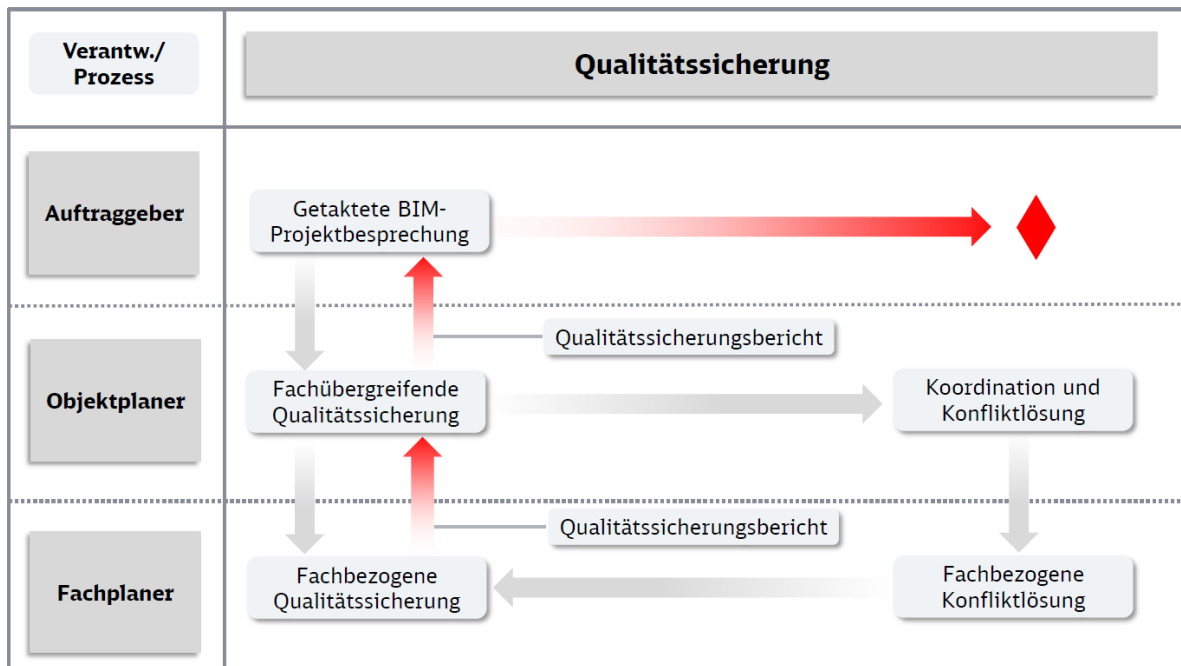 Verantw./
Prozess
Qualitätssicherung
Auftraggeber
Getaktete BIM-
Projektbesprechung
Qualitätssicherungsbericht
Objektplaner
Fachübergreifende
Qualitätssicherung
Koordination und
Konfliktlösung
Qualitätssicherungsbericht
Fachplaner
Fachbezogene
Qualitätssicherung
Fachbezogene
Konfliktlösung